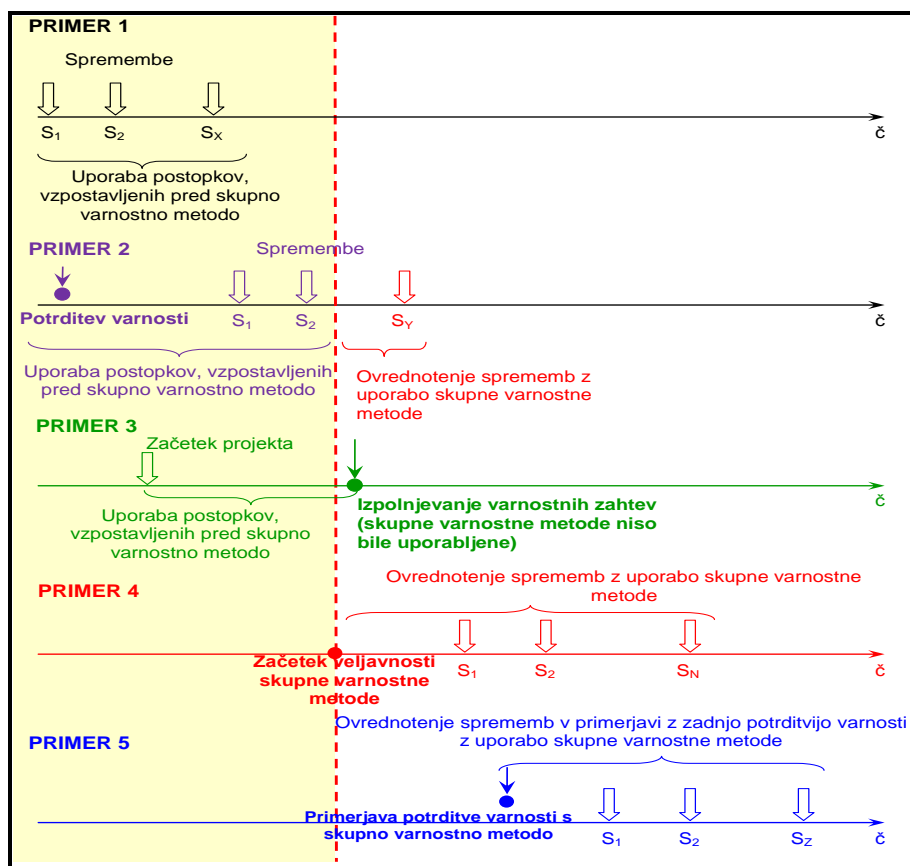 PRIMER 1
Spremembe
S1 S2 SX č
Uporaba postopkov,
vzpostavljenih pred skupno
varnostno metodo
PRIMER 2 Spremembe
Potrditev varnosti S1 S2 SY č
Uporaba postopkov, vzpostavljenih
pred skupno varnostno metodo
Ovrednotenje sprememb z
uporabo skupne varnostne
metode
PRIMER 3
Začetek projekta
č
Uporaba postopkov,
vzpostavljenih pred skupno
varnostno metodo
Izpolnjevanje varnostnih zahtev
(skupne varnostne metode niso
bile uporabljene)
Ovrednotenje sprememb z uporabo skupne varnostne
metode
PRIMER 4
Začetek veljavnosti
skupne varnostne
metode
S1 S2 SN č
Ovrednotenje sprememb v primerjavi z zadnjo potrditvijo varnosti
z uporabo skupne varnostne metode
PRIMER 5
Primerjava potrditve varnosti s
skupno varnostno metodo
S1 S2 SZ č